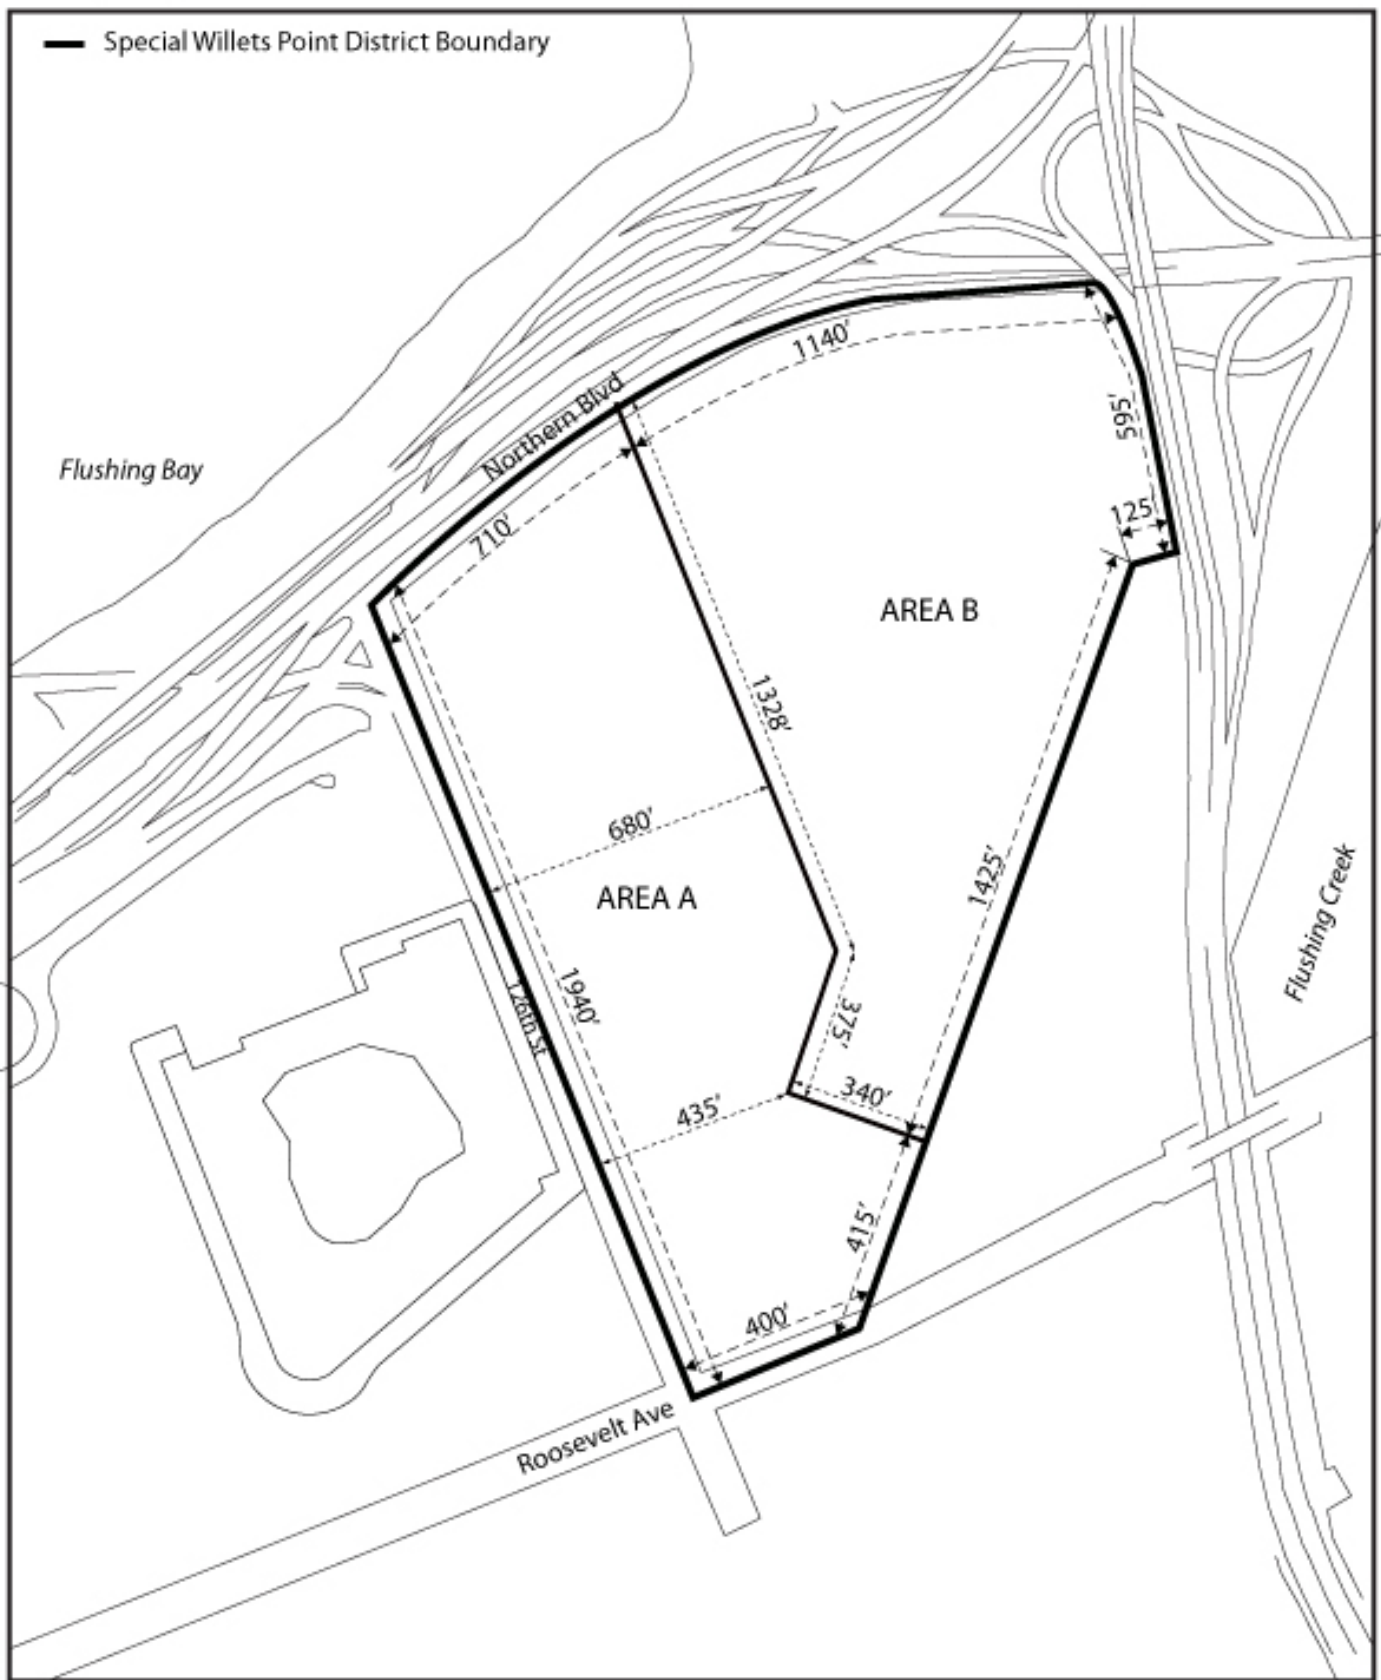 Special Willets Point District Boundary
1140'
Northern Blvd
595'
Flushing Bay
125'
710'
AREA B
1328'
680'
1425'
AREA A
Flushing Creek
1940'
126th St
375'
340'
435'
415'
400'
Roosevelt Ave